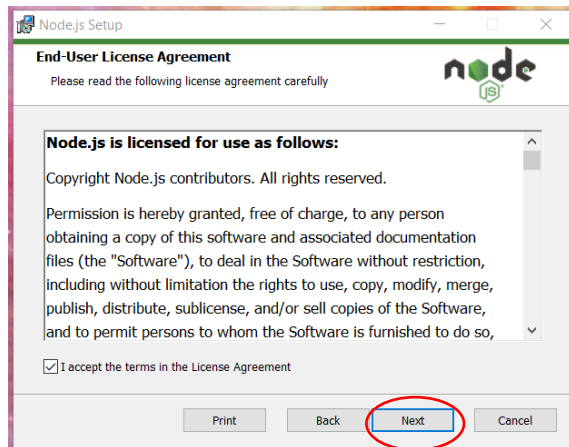 Node.js Setup
End-User License Agreement
Please read the following license agreement carefully
node
JS
Node.js is licensed for use as follows:
Copyright Node.js contributors. All rights reserved.
Permission is hereby granted, free of charge, to any person
obtaining a copy of this software and associated documentation
files (the "Software"), to deal in the Software without restriction,
including without limitation the rights to use, copy, modify, merge,
publish, distribute, sublicense, and/or sell copies of the Software,
and to permit persons to whom the Software is furnished to do so,
I accept the terms in the License Agreement
Print Back Next Cancel